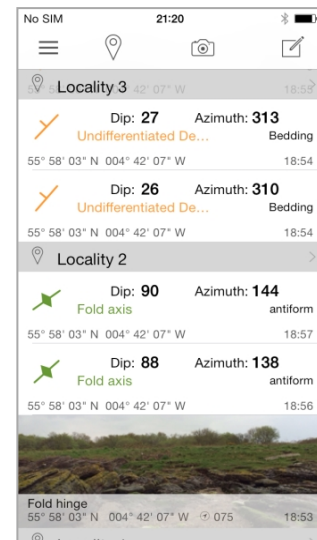 No SIM 21:20
Locality 3
42' 07" W 18:55
Dip: 27 Azimuth: 313
Undifferentiated De... Bedding
55° 58' 03" N 004° 42' 07" W 18:54
Dip: 26 Azimuth: 310
Undifferentiated De... Bedding
55° 58' 03" N 004° 42' 07" W 18:54
Locality 2
Dip: 90 Azimuth: 144
Fold axis antiform
55° 58' 03" N 004° 42' 07" W 18:57
Dip: 88 Azimuth: 138
Fold axis antiform
55° 58' 03" N 004° 42' 07" W 18:56
Fold hinge
55° 58' 03" N 004° 42' 07" W 075 18:53